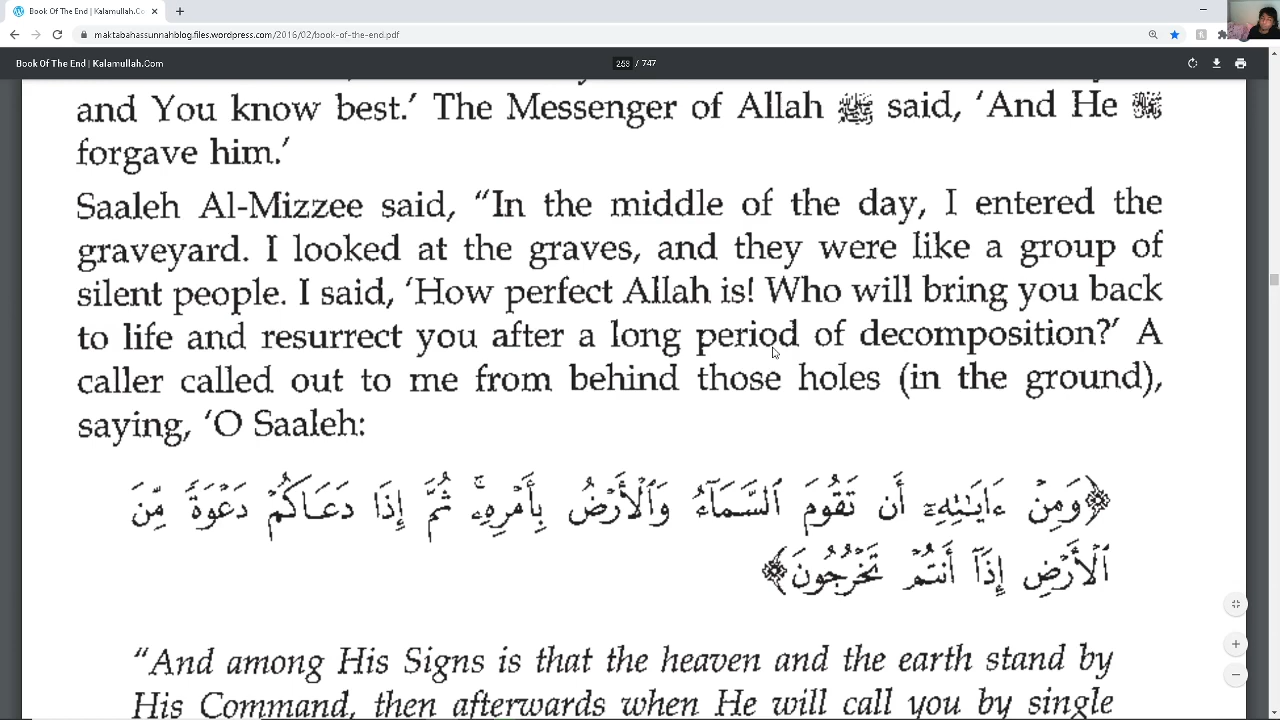 Book Of The End | Kalamullah.Co
maktabahassunnahblog.files.wordpress.com/2016/02/book-of-the-end.pdf
Book Of The End | Kalamullah.Com
253 / 747
and You know best.’ The Messenger of Allah ﷺ said, ‘And He
forgave him.’
Saaleh Al-Mizzee said, “In the middle of the day, I entered the
graveyard. I looked at the graves, and they were like a group of
silent people. I said, ‘How perfect Allah is! Who will bring you back
to life and resurrect you after a long period of decomposition?’ A
caller called out to me from behind those holes (in the ground),
saying, ‘O Saaleh:
﴿وَمِنْ ءَايَـٰتِهِۦٓ أَن تَقُومَ ٱلسَّمَآءُ وَٱلْأَرْضُ بِأَمْرِهِۦ ۚ ثُمَّ إِذَا دَعَاكُمْ دَعْوَةً مِّنَ
ٱلْأَرْضِ إِذَآ أَنتُمْ تَخْرُجُونَ﴾
“And among His Signs is that the heaven and the earth stand by
His Command, then afterwards when He will call you by single